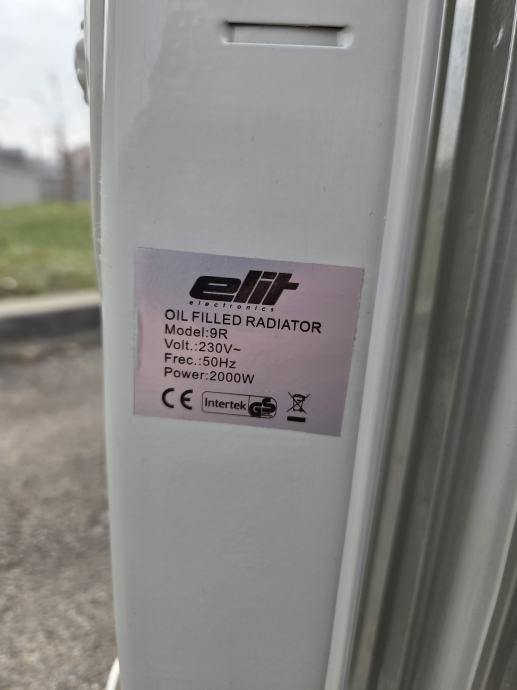 elit
electronics
OIL FILLED RADIATOR
Model:9R
Volt.:230V~
Frec.:50Hz
Power:2000W
CE Intertek GS